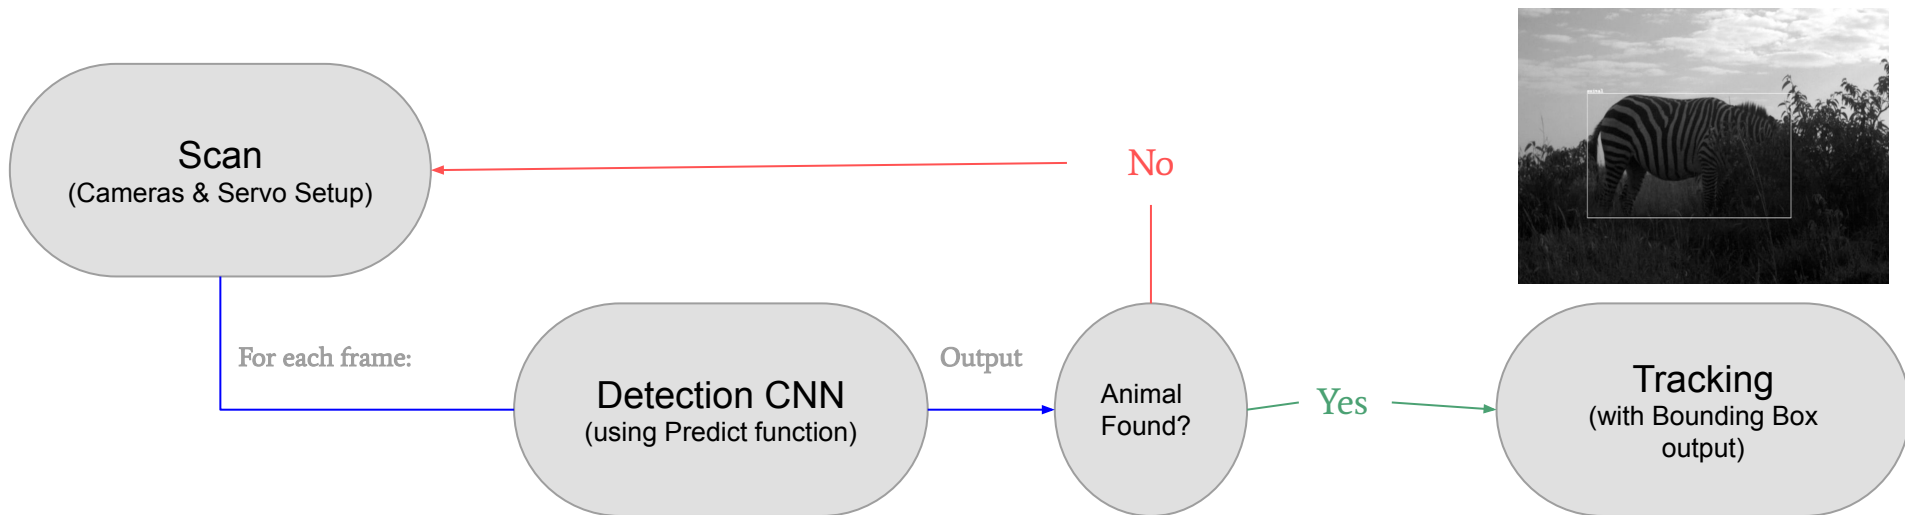 Scan
(Cameras & Servo Setup)
No
For each frame:
Detection CNN
(using Predict function)
Output
Animal
Found?
Yes
Tracking
(with Bounding Box
output)